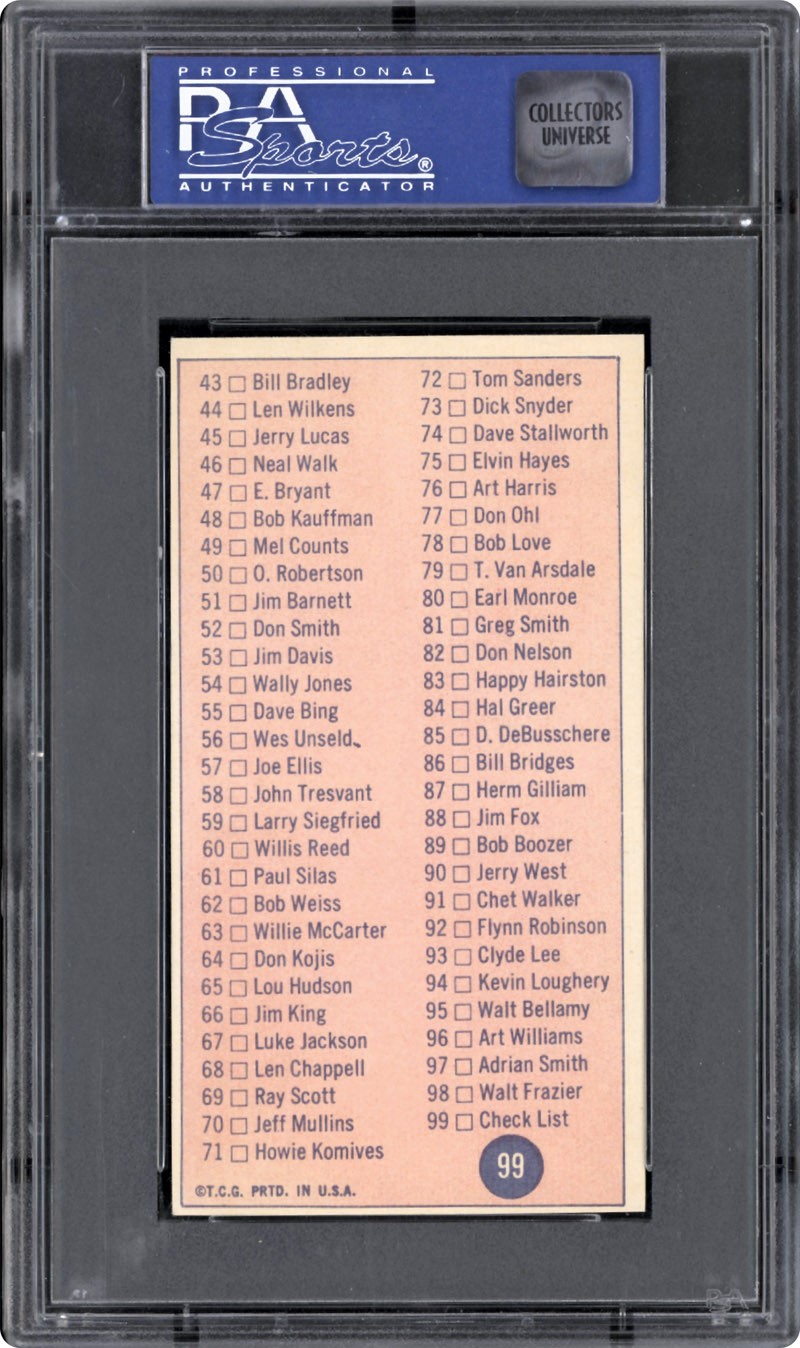 PROFESSIONAL
PSA
Sports®
AUTHENTICATOR
COLLECTORS
UNIVERSE
43 □ Bill Bradley
44 □ Len Wilkens
45 □ Jerry Lucas
46 □ Neal Walk
47 □ E. Bryant
48 □ Bob Kauffman
49 □ Mel Counts
50 □ O. Robertson
51 □ Jim Barnett
52 □ Don Smith
53 □ Jim Davis
54 □ Wally Jones
55 □ Dave Bing
56 □ Wes Unseld
57 □ Joe Ellis
58 □ John Tresvant
59 □ Larry Siegfried
60 □ Willis Reed
61 □ Paul Silas
62 □ Bob Weiss
63 □ Willie McCarter
64 □ Don Kojis
65 □ Lou Hudson
66 □ Jim King
67 □ Luke Jackson
68 □ Len Chappell
69 □ Ray Scott
70 □ Jeff Mullins
71 □ Howie Komives
72 □ Tom Sanders
73 □ Dick Snyder
74 □ Dave Stallworth
75 □ Elvin Hayes
76 □ Art Harris
77 □ Don Ohl
78 □ Bob Love
79 □ T. Van Arsdale
80 □ Earl Monroe
81 □ Greg Smith
82 □ Don Nelson
83 □ Happy Hairston
84 □ Hal Greer
85 □ D. DeBusschere
86 □ Bill Bridges
87 □ Herm Gilliam
88 □ Jim Fox
89 □ Bob Boozer
90 □ Jerry West
91 □ Chet Walker
92 □ Flynn Robinson
93 □ Clyde Lee
94 □ Kevin Loughery
95 □ Walt Bellamy
96 □ Art Williams
97 □ Adrian Smith
98 □ Walt Frazier
99 □ Check List
99
©T.C.G. PRTD. IN U.S.A.
PSA